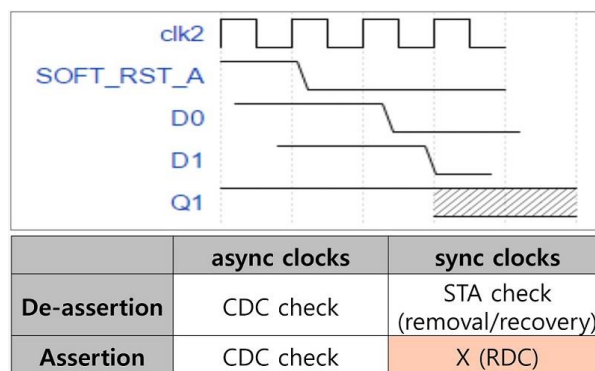 clk2
SOFT_RST_A
D0
D1
Q1
async clocks sync clocks
De-assertion CDC check STA check
(removal/recovery)
Assertion CDC check X (RDC)